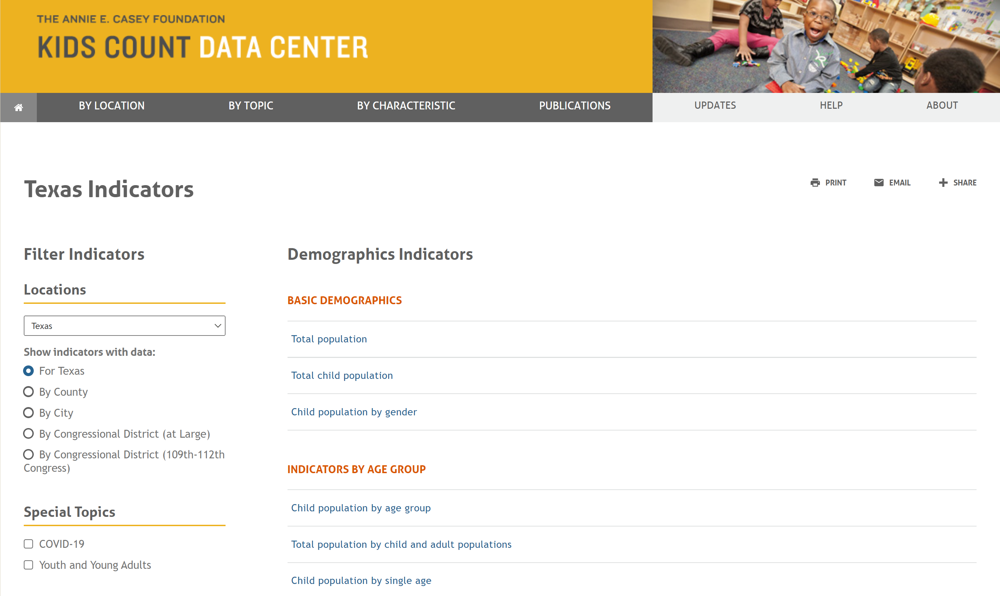 THE ANNIE E. CASEY FOUNDATION
KIDS COUNT DATA CENTER
WINTER
BY LOCATION
BY TOPIC
BY CHARACTERISTIC
PUBLICATIONS
UPDATES
HELP
ABOUT
Texas Indicators
PRINT
EMAIL
SHARE
Filter Indicators
Locations
Texas
Show indicators with data:
For Texas
By County
By City
By Congressional District (at Large)
By Congressional District (109th-112th
Congress)
Special Topics
COVID-19
Youth and Young Adults
Demographics Indicators
BASIC DEMOGRAPHICS
Total population
Total child population
Child population by gender
INDICATORS BY AGE GROUP
Child population by age group
Total population by child and adult populations
Child population by single age